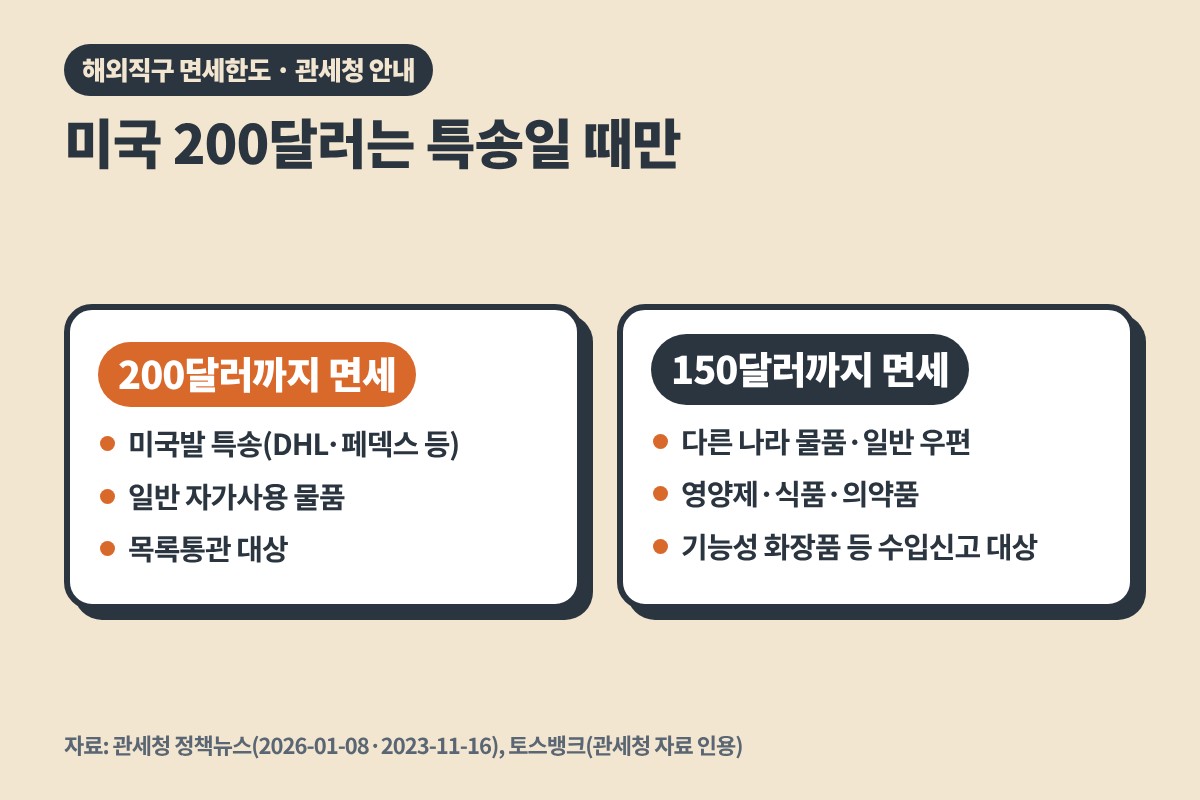 해외직구 면세한도 · 관세청 안내
미국 200달러는 특송일 때만
200달러까지 면세
미국발 특송(DHL·페덱스 등)
일반 자가사용 물품
목록통관 대상
150달러까지 면세
다른 나라 물품·일반 우편
영양제·식품·의약품
기능성 화장품 등 수입신고 대상
자료: 관세청 정책뉴스(2026-01-08·2023-11-16), 토스뱅크(관세청 자료 인용)